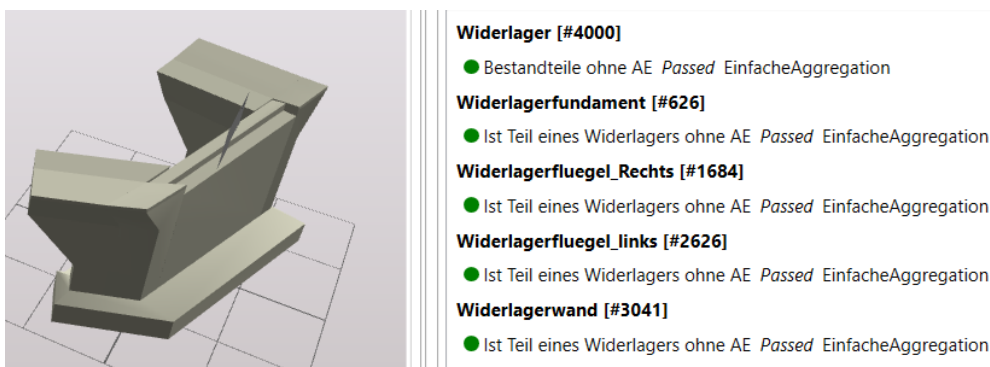 Widerlager [#4000]
Bestandteile ohne AE Passed EinfacheAggregation
Widerlagerfundament [#626]
Ist Teil eines Widerlagers ohne AE Passed EinfacheAggregation
Widerlagerfluegel_Rechts [#1684]
Ist Teil eines Widerlagers ohne AE Passed EinfacheAggregation
Widerlagerfluegel_links [#2626]
Ist Teil eines Widerlagers ohne AE Passed EinfacheAggregation
Widerlagerwand [#3041]
Ist Teil eines Widerlagers ohne AE Passed EinfacheAggregation